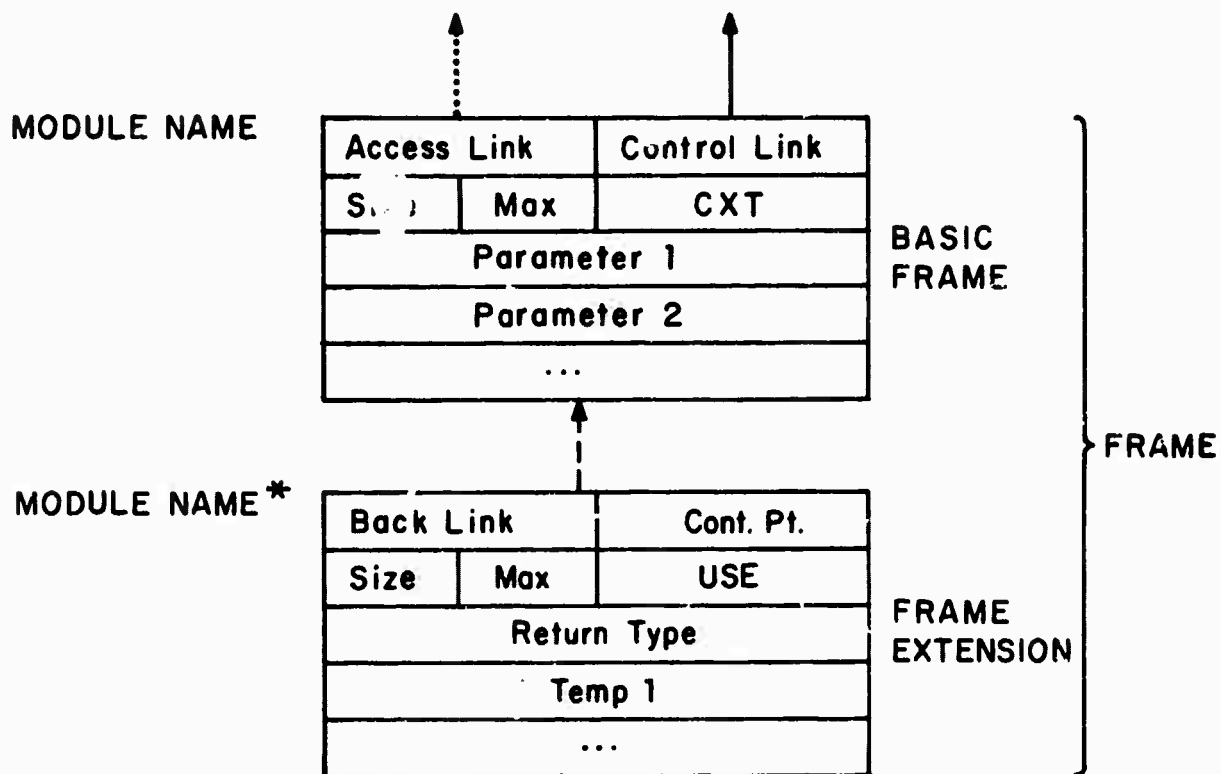 MODULE NAME
Access Link Control Link
Max CXT
Parameter 1
Parameter 2
...
BASIC
FRAME
FRAME
MODULE NAME*
Back Link Cont. Pt.
Size Max USE
Return Type
Temp 1
...
FRAME
EXTENSION